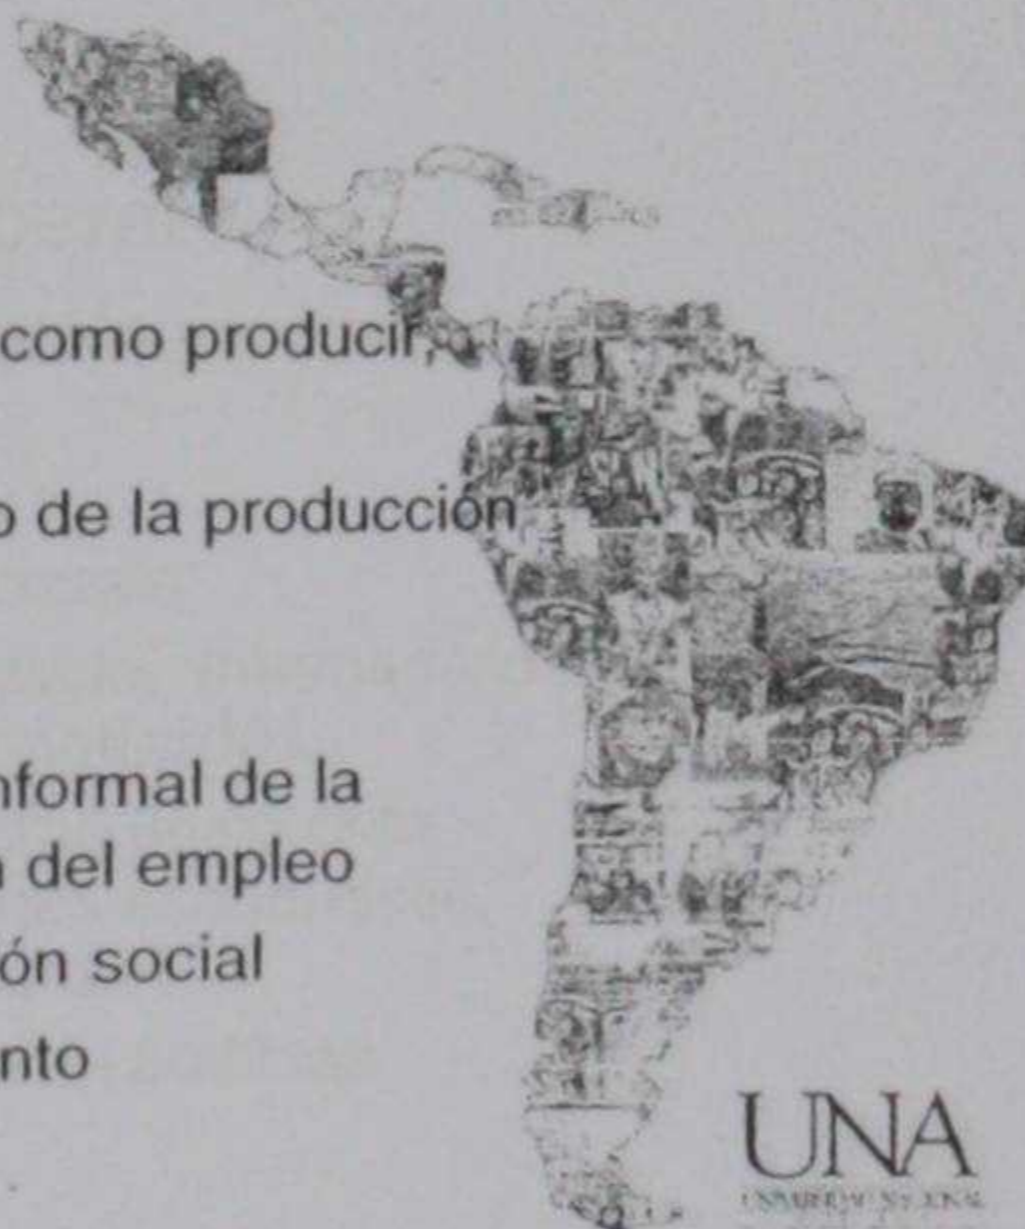 como producir,
o de la producción
nformal de la
n del empleo
ón social
nto
UNA